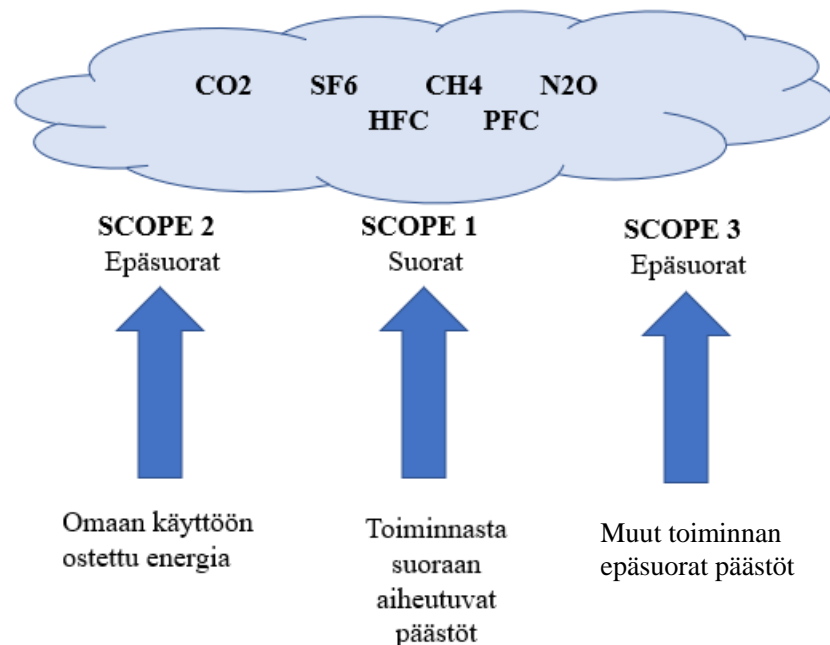 CO2 SF6 CH4 N2O
HFC PFC
SCOPE 2
Epäsuorat
SCOPE 1
Suorat
SCOPE 3
Epäsuorat
Omaan käyttöön
ostettu energia
Toiminnasta
suoraan
aiheutuvat
päästöt
Muut toiminnan
epäsuorat päästöt